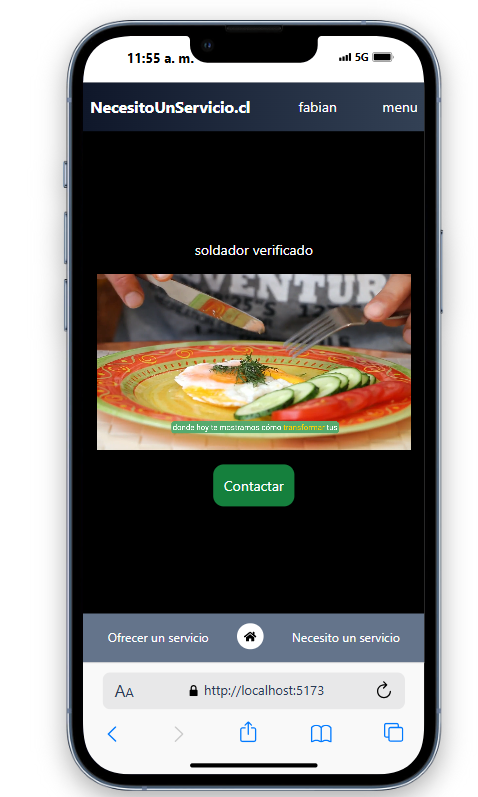 11:55 a. m.
5G
NecesitoUnServicio.cl
fabian
menu
soldador verificado
donde hoy te mostramos cómo transformar tus
Contactar
Ofrecer un servicio
Necesito un servicio
AA
http://localhost:5173